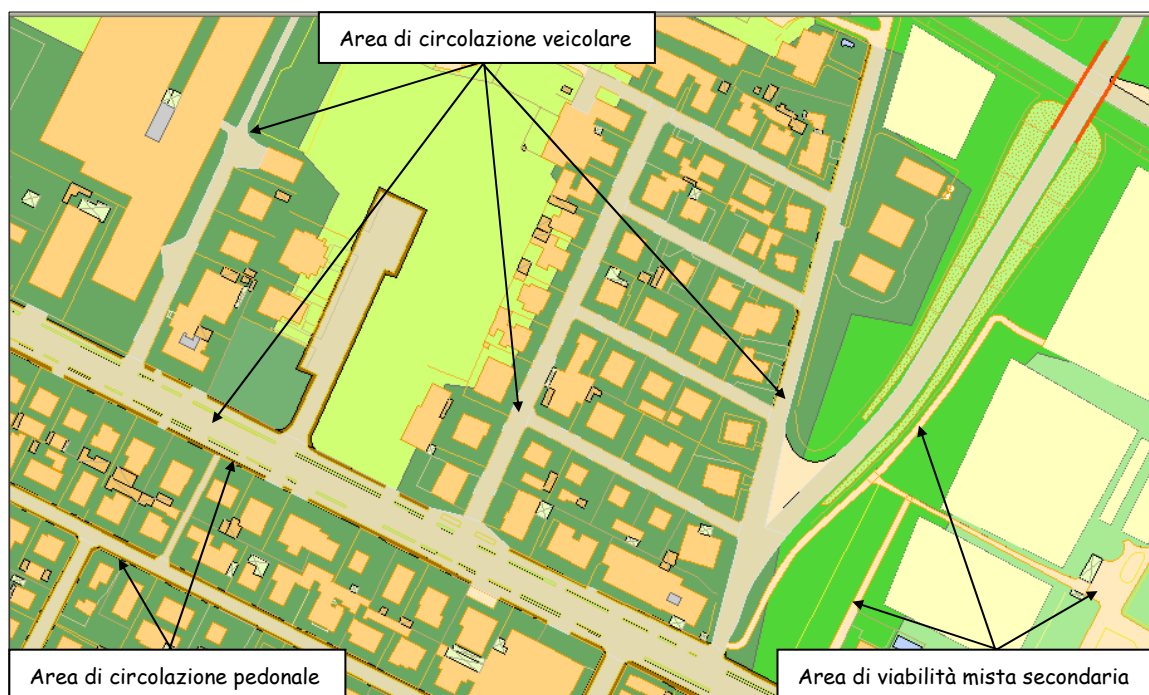 Area di circolazione veicolare
Area di circolazione pedonale
Area di viabilità mista secondaria